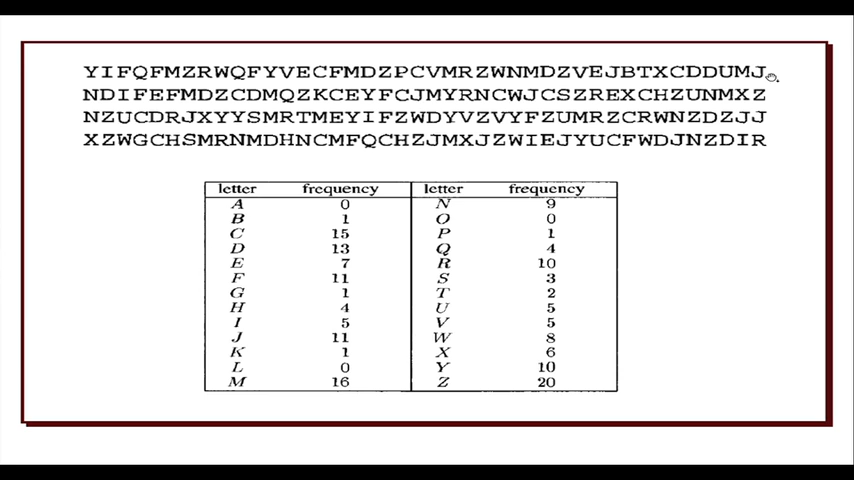 YIFQFMZRWQFYVECFMDZPCVMRZWNMDZVEJBTXCDDUMJ
NDIFEFMDZCDMQZKCEYFCJMYRNCWJCSZREXCHZUNMXZ
NZUCDRJXYYSMRTMEYIFZWDYVZVYFZUMRZCRWNZDZJJ
XZWGCHSMRNMDHNCMFQCHZJMXJZWIEJYUCFWDJNZDIR
letter frequency letter frequency
A 0 N 9
B 1 O 0
C 15 P 1
D 13 Q 4
E 7 R 10
F 11 S 3
G 1 T 2
H 4 U 5
I 5 V 5
J 11 W 8
K 1 X 6
L 0 Y 10
M 16 Z 20